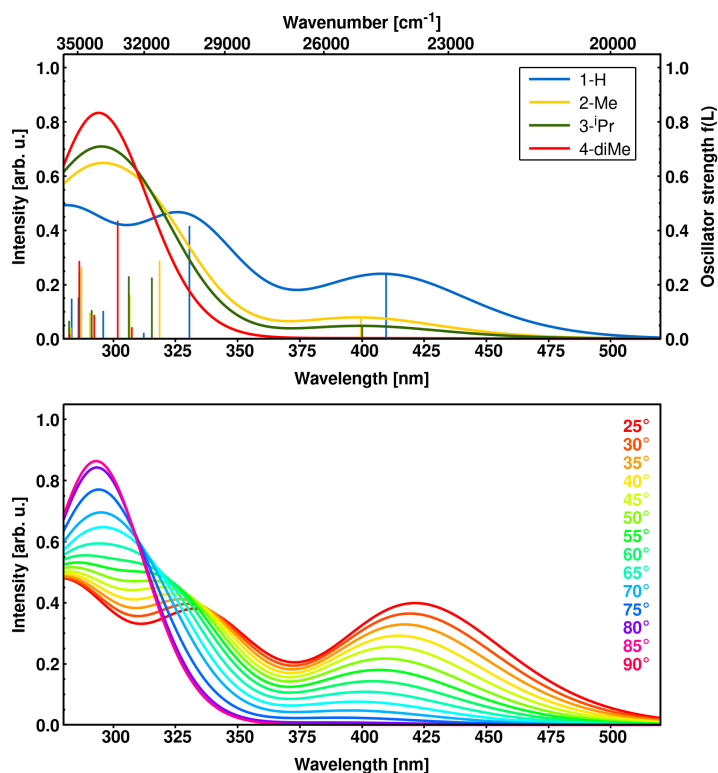 Wavenumber [cm-1]
35000 32000 29000 26000 23000 20000
1.0 1.0
1-H
2-Me
3-iPr
4-diMe
0.8 0.8
0.6 0.6
0.4 0.4
0.2 0.2
0.0 0.0
Intensity [arb. u.]
Oscillator strength f(L)
300 325 350 375 400 425 450 475 500
Wavelength [nm]
1.0
0.8
0.6
0.4
0.2
0.0
Intensity [arb. u.]
25°
30°
35°
40°
45°
50°
55°
60°
65°
70°
75°
80°
85°
90°
300 325 350 375 400 425 450 475 500
Wavelength [nm]